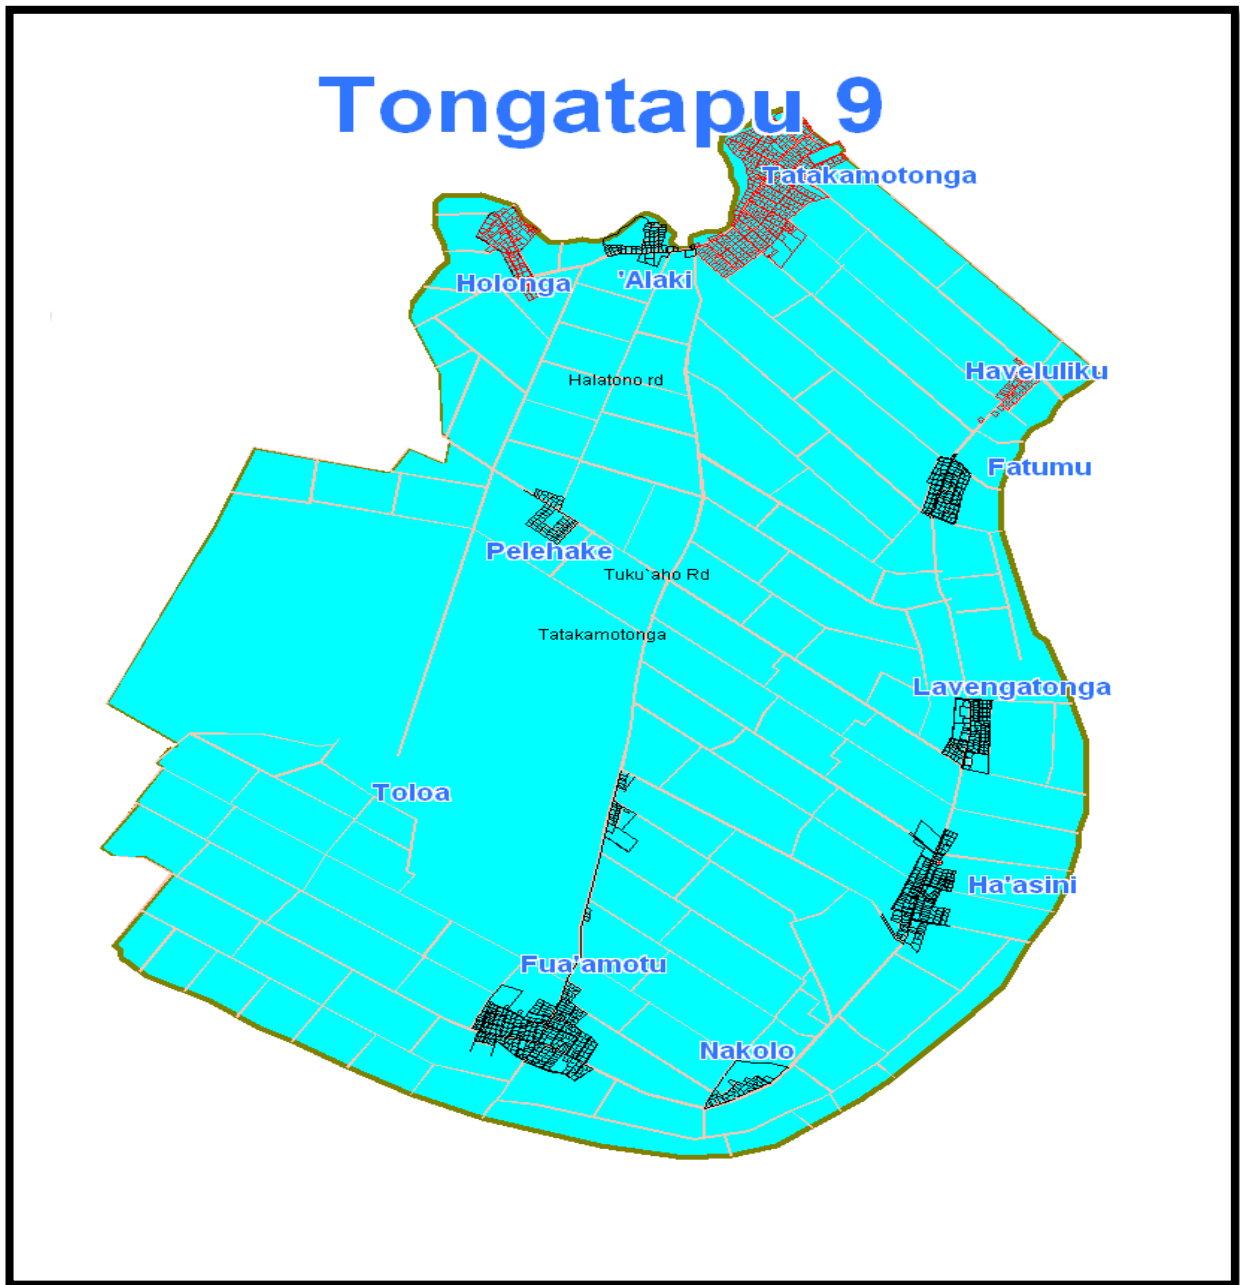 Tongatapu 9
Tatakamotonga
Holonga
'Alaki
Haveluliku
Halatono rd
Fatumu
Pelehake
Tuku`aho Rd
Tatakamotonga
Lavengatonga
Toloa
Ha'asini
Fua'amotu
Nakolo